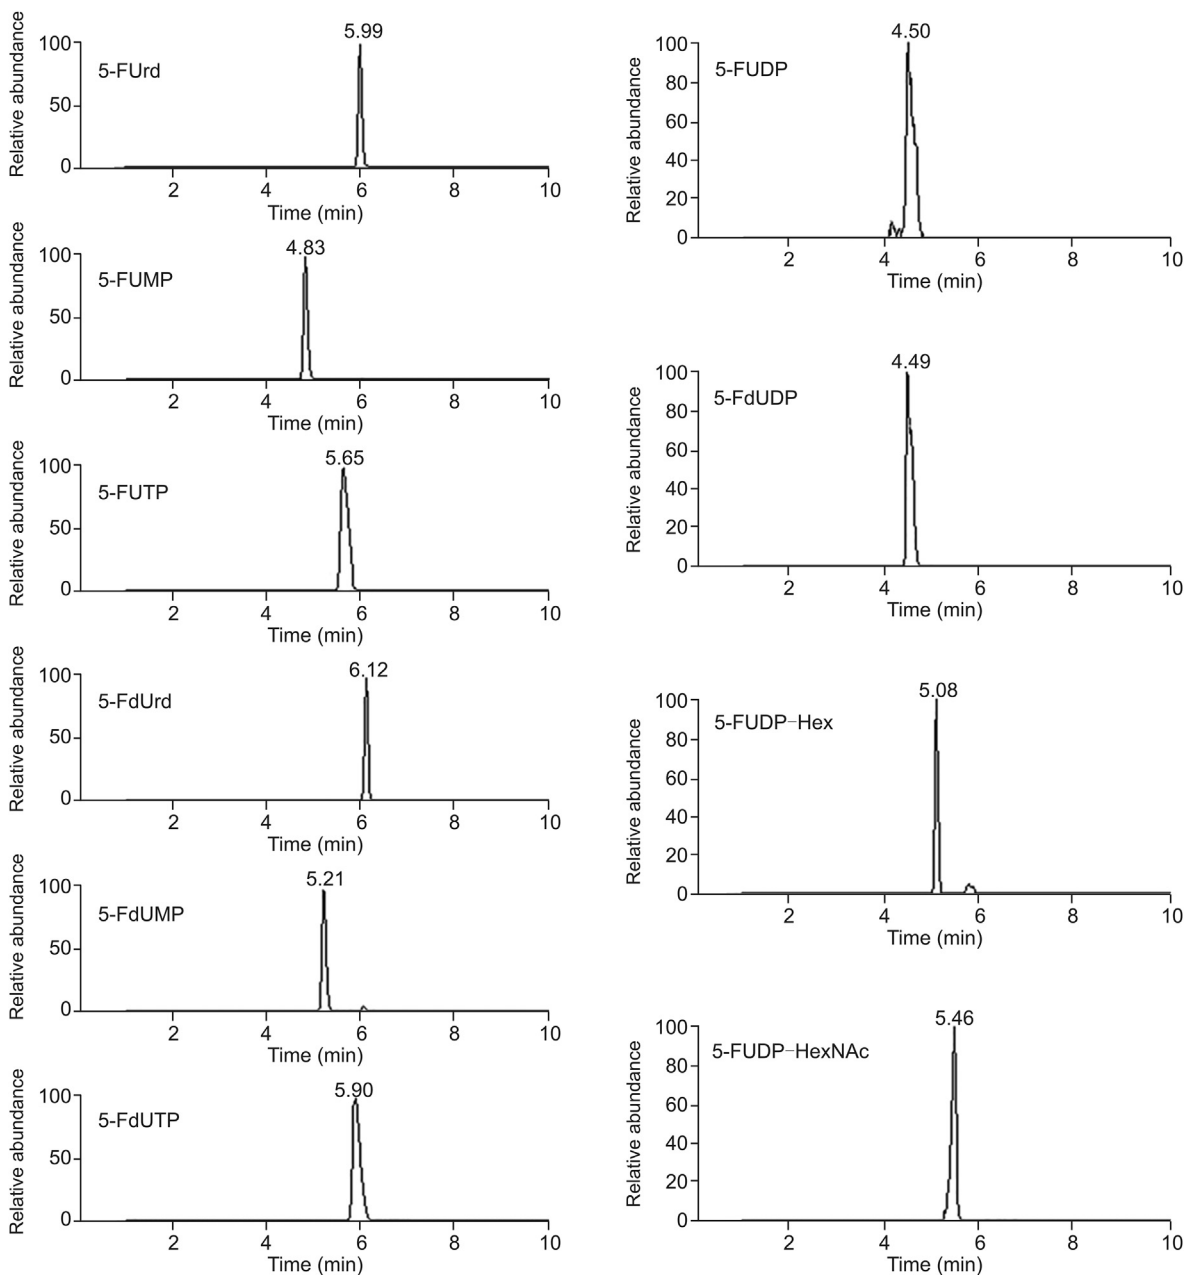 5.99
5-FUrd
Relative abundance
100
50
0
2 4 6 8 10
Time (min)
4.83
5-FUMP
Relative abundance
100
50
0
2 4 6 8 10
Time (min)
5.65
5-FUTP
Relative abundance
100
50
0
2 4 6 8 10
Time (min)
6.12
5-FdUrd
Relative abundance
100
50
0
2 4 6 8 10
Time (min)
5.21
5-FdUMP
Relative abundance
100
50
0
2 4 6 8 10
Time (min)
5.90
5-FdUTP
Relative abundance
100
50
0
2 4 6 8 10
Time (min)
4.50
5-FUDP
Relative abundance
100
80
60
40
20
0
2 4 6 8 10
Time (min)
4.49
5-FdUDP
Relative abundance
100
80
60
40
20
0
2 4 6 8 10
Time (min)
5.08
5-FUDP–Hex
Relative abundance
100
80
60
40
20
0
2 4 6 8 10
Time (min)
5.46
5-FUDP–HexNAc
Relative abundance
100
80
60
40
20
0
2 4 6 8 10
Time (min)